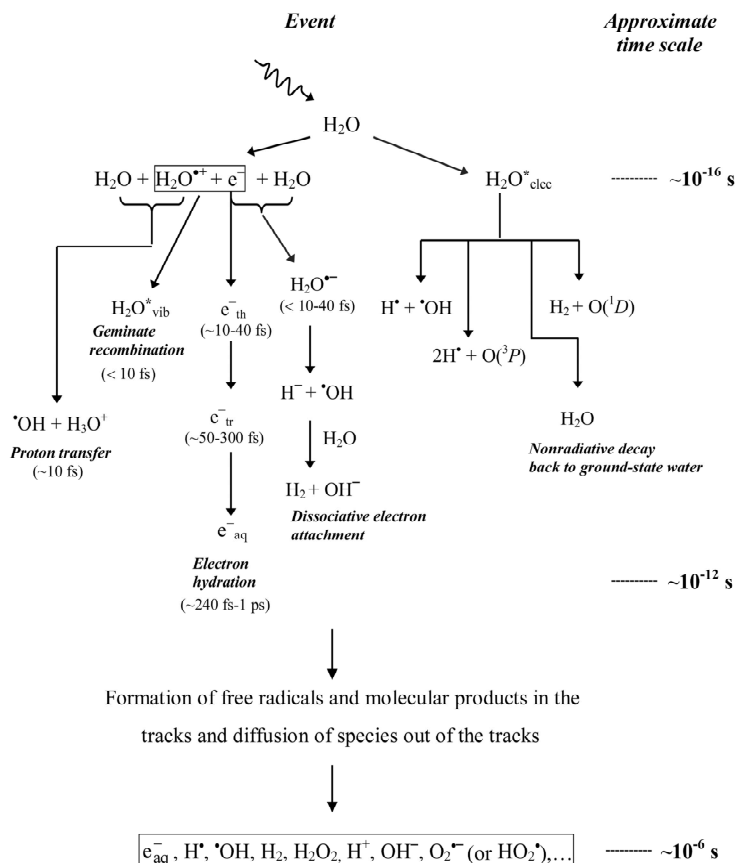 Event
Approximate
time scale
H₂O
H₂O + H₂O•⁺ + e⁻ + H₂O
H₂O*clcc
---------- ~10⁻¹⁶ s
H₂O*vib
Geminate
recombination
(< 10 fs)
e⁻th
(~10-40 fs)
H₂O•⁻
(< 10-40 fs)
H• + •OH
H₂ + O(¹D)
2H• + O(³P)
H⁻ + •OH
•OH + H₃O⁺
Proton transfer
(~10 fs)
c⁻tr
(~50-300 fs)
H₂O
H₂O
Nonradiative decay
back to ground-state water
H₂ + OH⁻
Dissociative electron
attachment
e⁻aq
Electron
hydration
(~240 fs-1 ps)
---------- ~10⁻¹² s
Formation of free radicals and molecular products in the
tracks and diffusion of species out of the tracks
e⁻aq , H•, •OH, H₂, H₂O₂, H⁺, OH⁻, O₂•⁻ (or HO₂•),…
---------- ~10⁻⁶ s